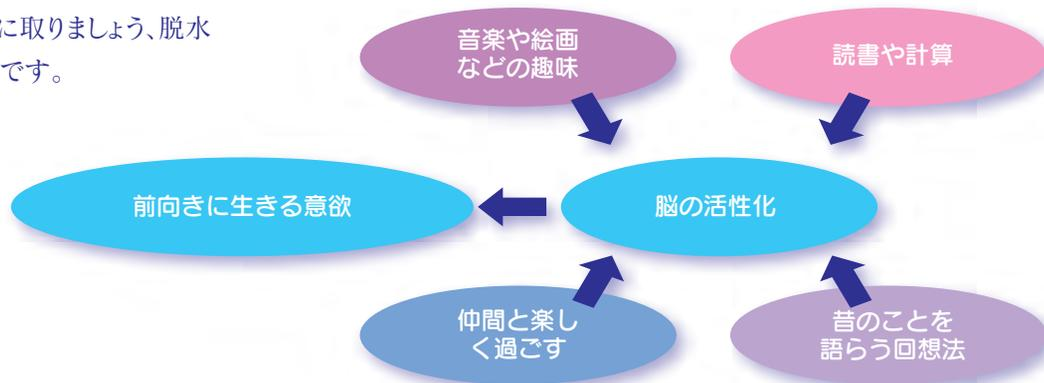 に取りましょう、脱水
です。
音楽や絵画
などの趣味
読書や計算
前向きに生きる意欲
脳の活性化
仲間と楽し
く過ごす
昔のことを
語らう回想法